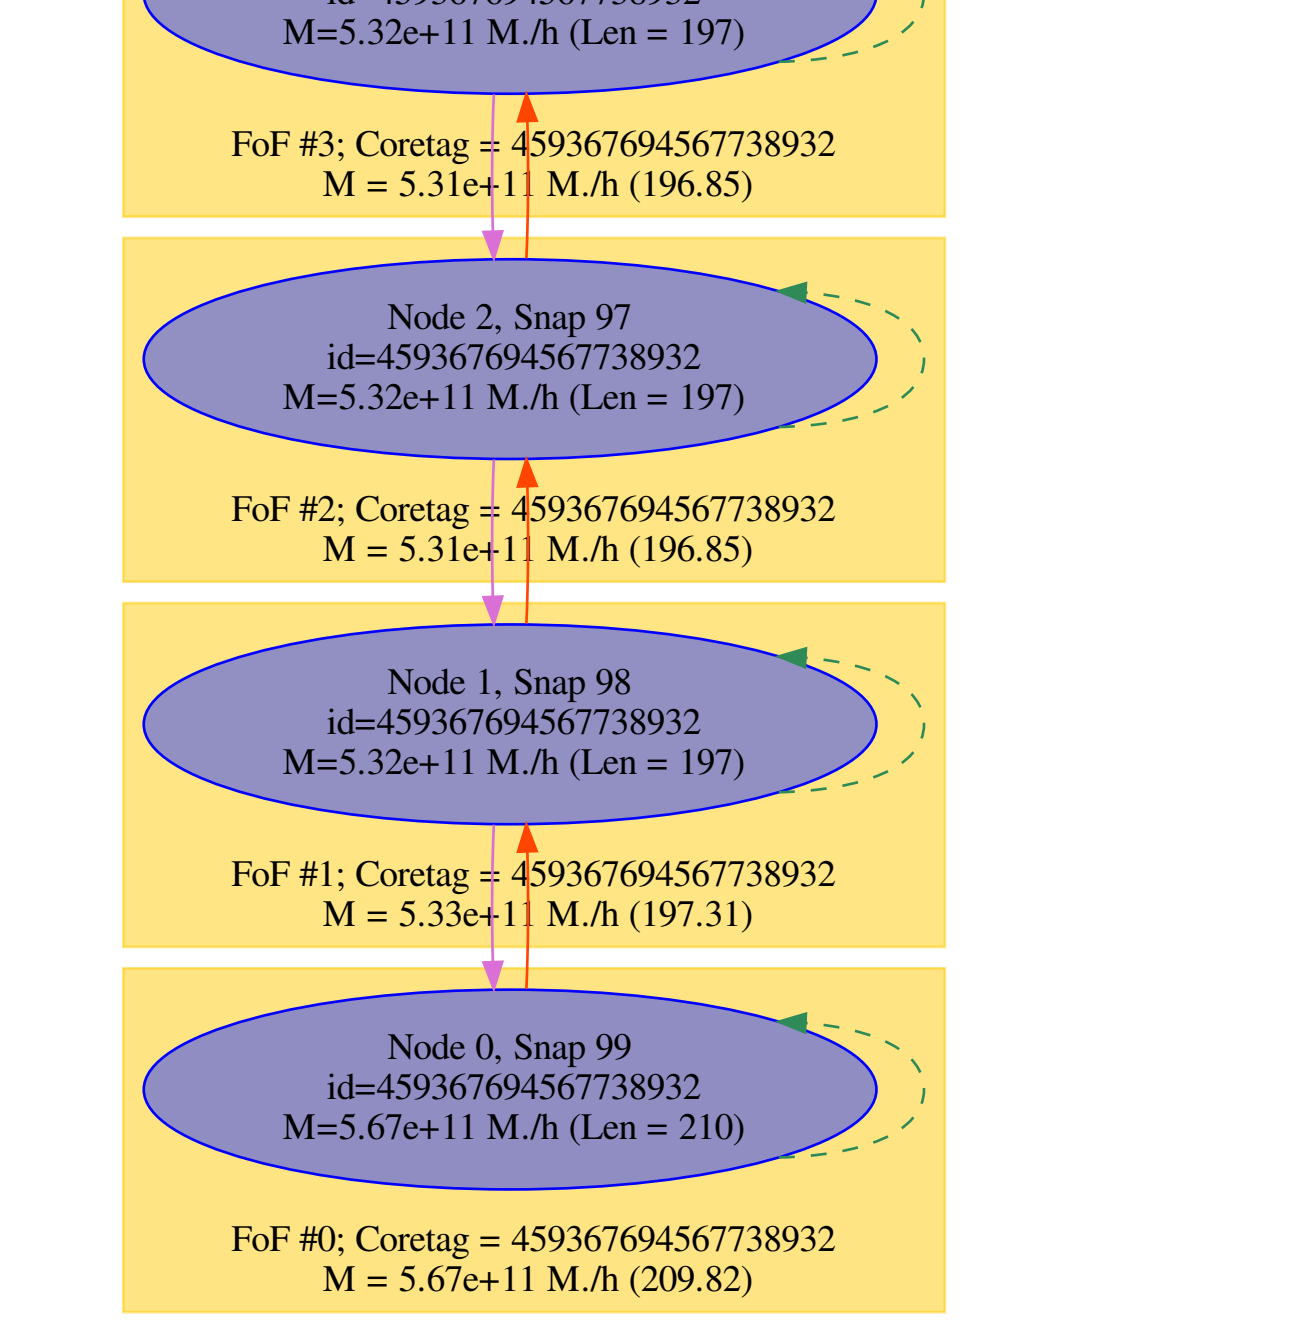 M=5.32e+11 M./h (Len = 197)
FoF #3; Coretag = 459367694567738932
M = 5.31e+11 M./h (196.85)
Node 2, Snap 97
id=459367694567738932
M=5.32e+11 M./h (Len = 197)
FoF #2; Coretag = 459367694567738932
M = 5.31e+11 M./h (196.85)
Node 1, Snap 98
id=459367694567738932
M=5.32e+11 M./h (Len = 197)
FoF #1; Coretag = 459367694567738932
M = 5.33e+11 M./h (197.31)
Node 0, Snap 99
id=459367694567738932
M=5.67e+11 M./h (Len = 210)
FoF #0; Coretag = 459367694567738932
M = 5.67e+11 M./h (209.82)